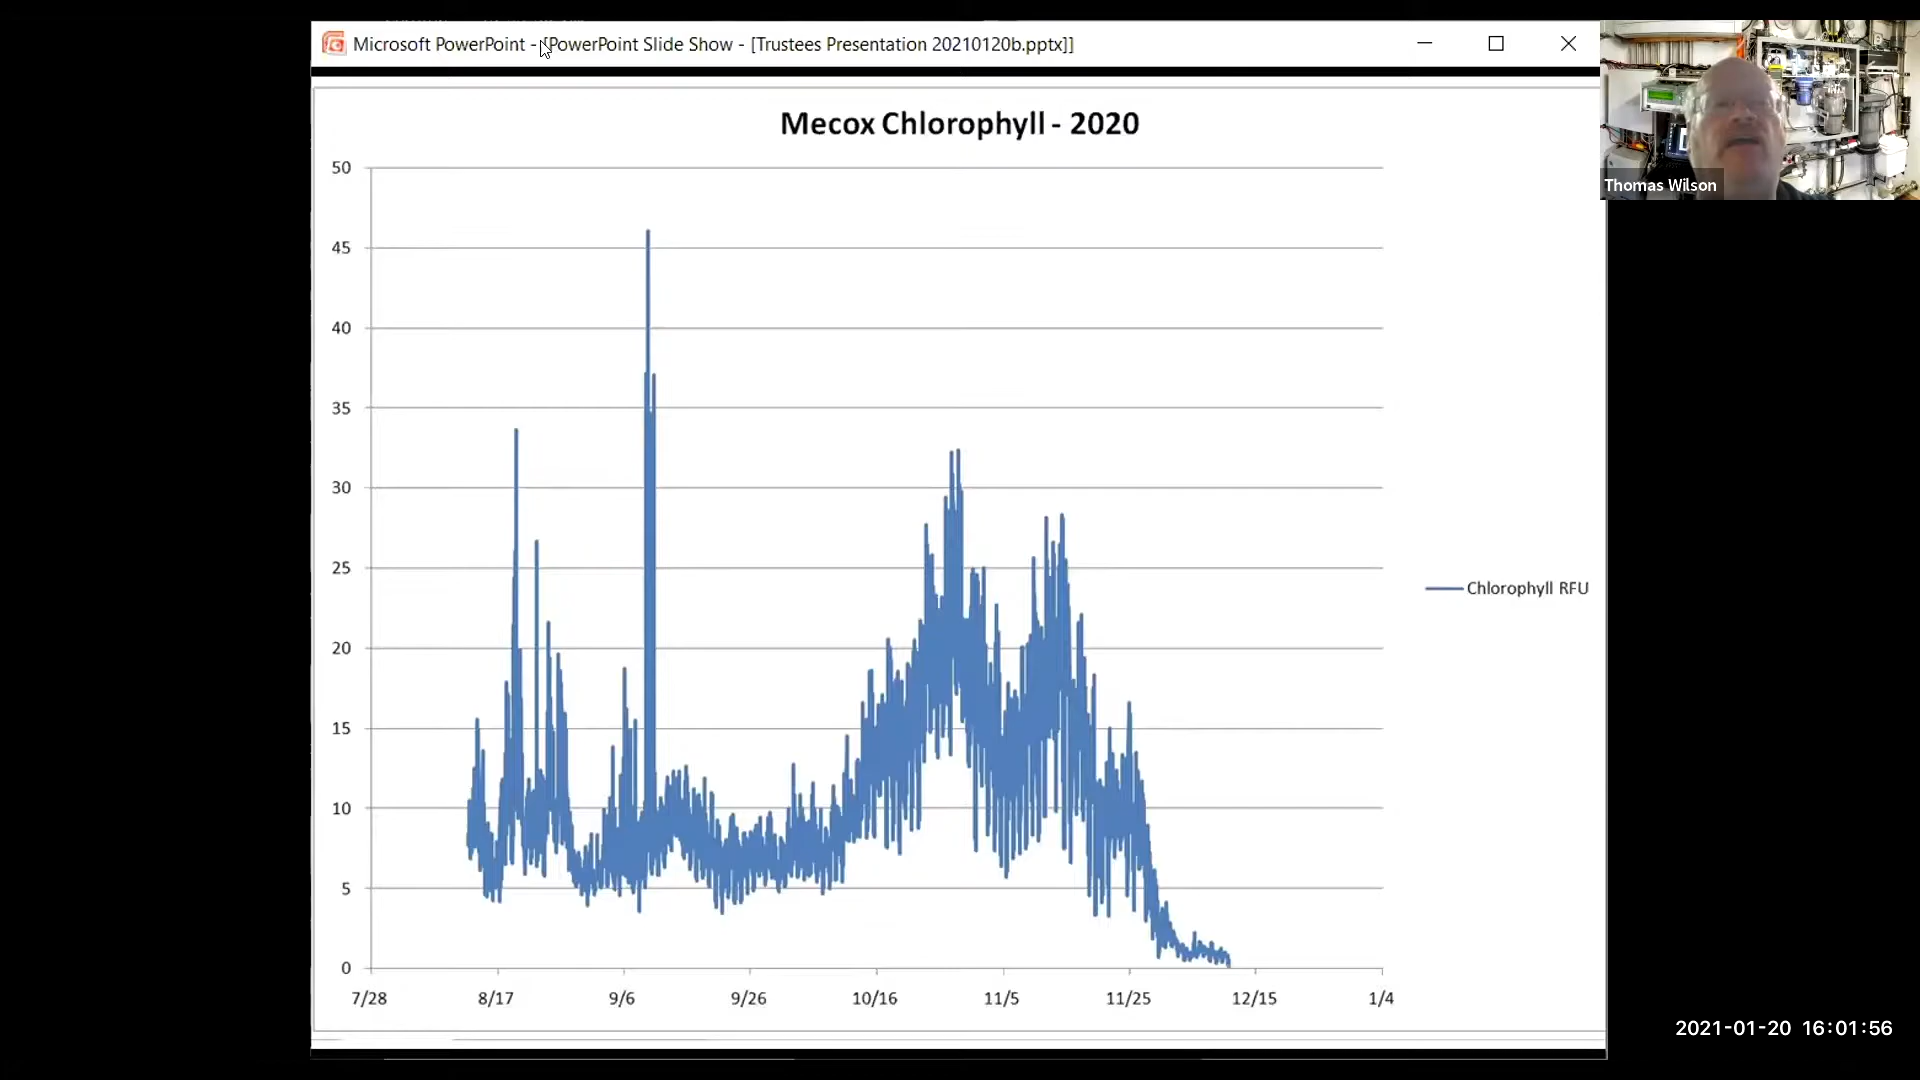 Microsoft PowerPoint - [PowerPoint Slide Show - [Trustees Presentation 20210120b.pptx]]
Thomas Wilson
Mecox Chlorophyll - 2020
50
45
40
35
30
25
20
15
10
5
0
7/28 8/17 9/6 9/26 10/16 11/5 11/25 12/15 1/4
Chlorophyll RFU
2021-01-20 16:01:56